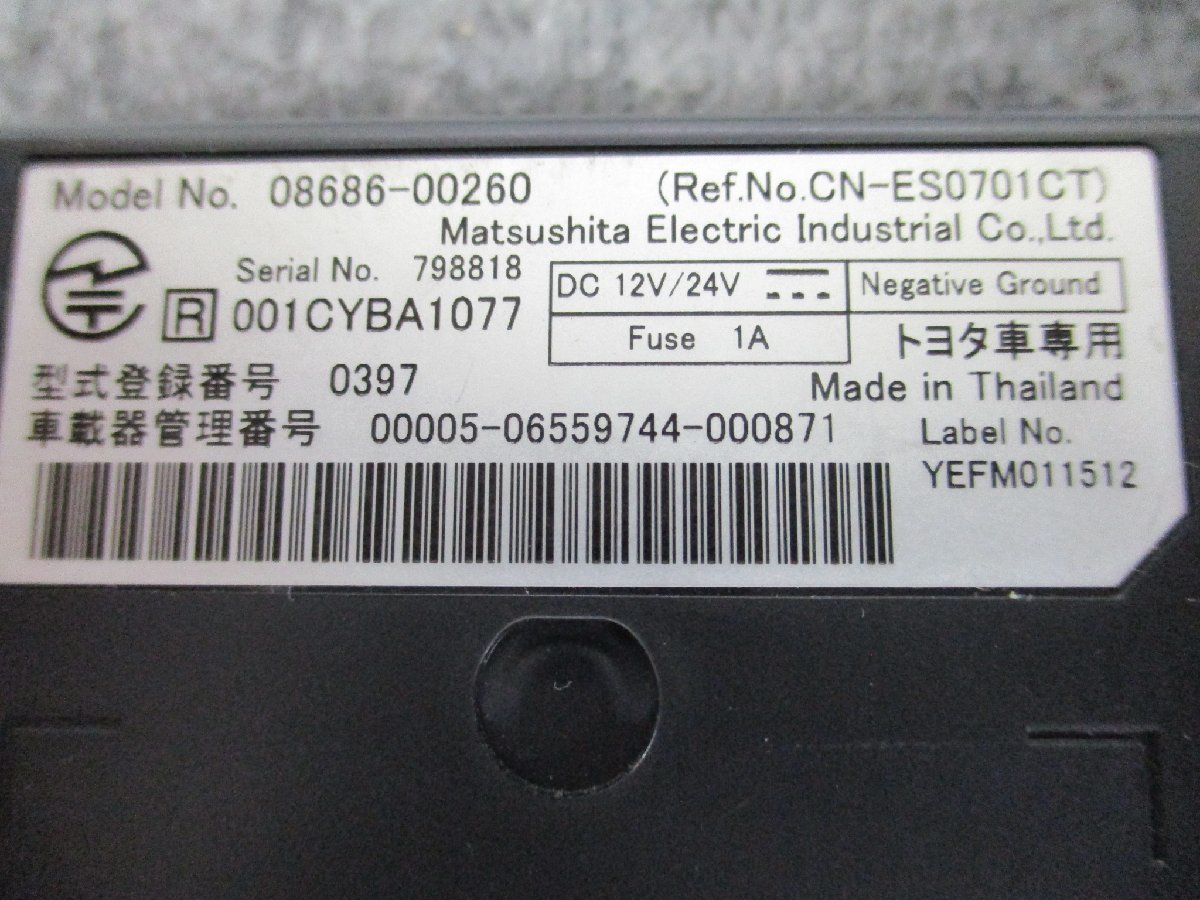 Model No. 08686-00260 (Ref.No.CN-ES0701CT)
Matsushita Electric Industrial Co.,Ltd.
Serial No. 798818
R 001CYBA1077
DC 12V/24V
Negative Ground
Fuse 1A
トヨタ車専用
型式登録番号 0397
Made in Thailand
車載器管理番号 00005-06559744-000871
Label No.
YEFM011512